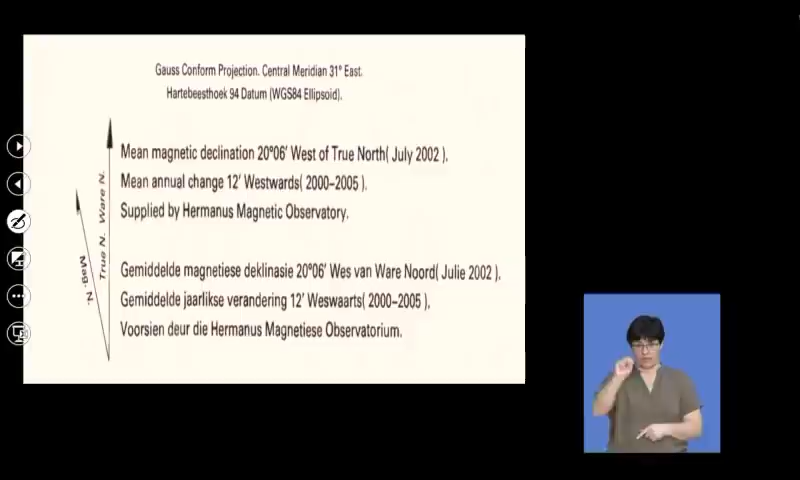 Gauss Conform Projection. Central Meridian 31° East.
Hartebeesthoek 94 Datum (WGS84 Ellipsoid).
Mean magnetic declination 20°06' West of True North( July 2002 ).
Mean annual change 12' Westwards( 2000–2005 ).
Supplied by Hermanus Magnetic Observatory.
True N. Ware N.
Mag. N.
Gemiddelde magnetiese deklinasie 20°06' Wes van Ware Noord( Julie 2002 ).
Gemiddelde jaarlikse verandering 12' Weswaarts( 2000–2005 ).
Voorsien deur die Hermanus Magnetiese Observatorium.